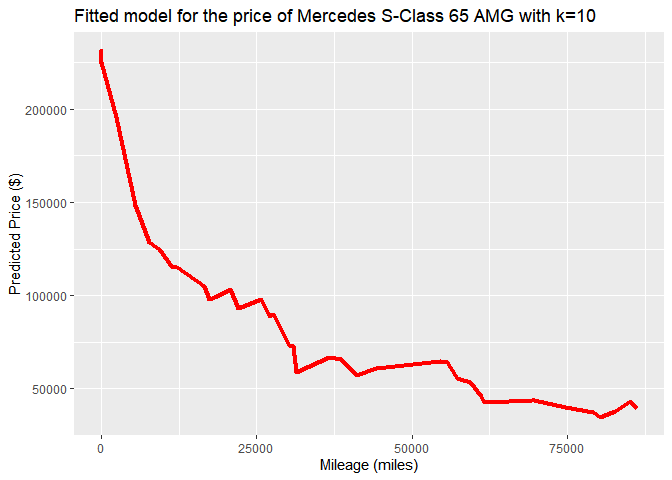 Fitted model for the price of Mercedes S-Class 65 AMG with k=10
200000
150000
100000
50000
Predicted Price ($)
0 25000 50000 75000
Mileage (miles)